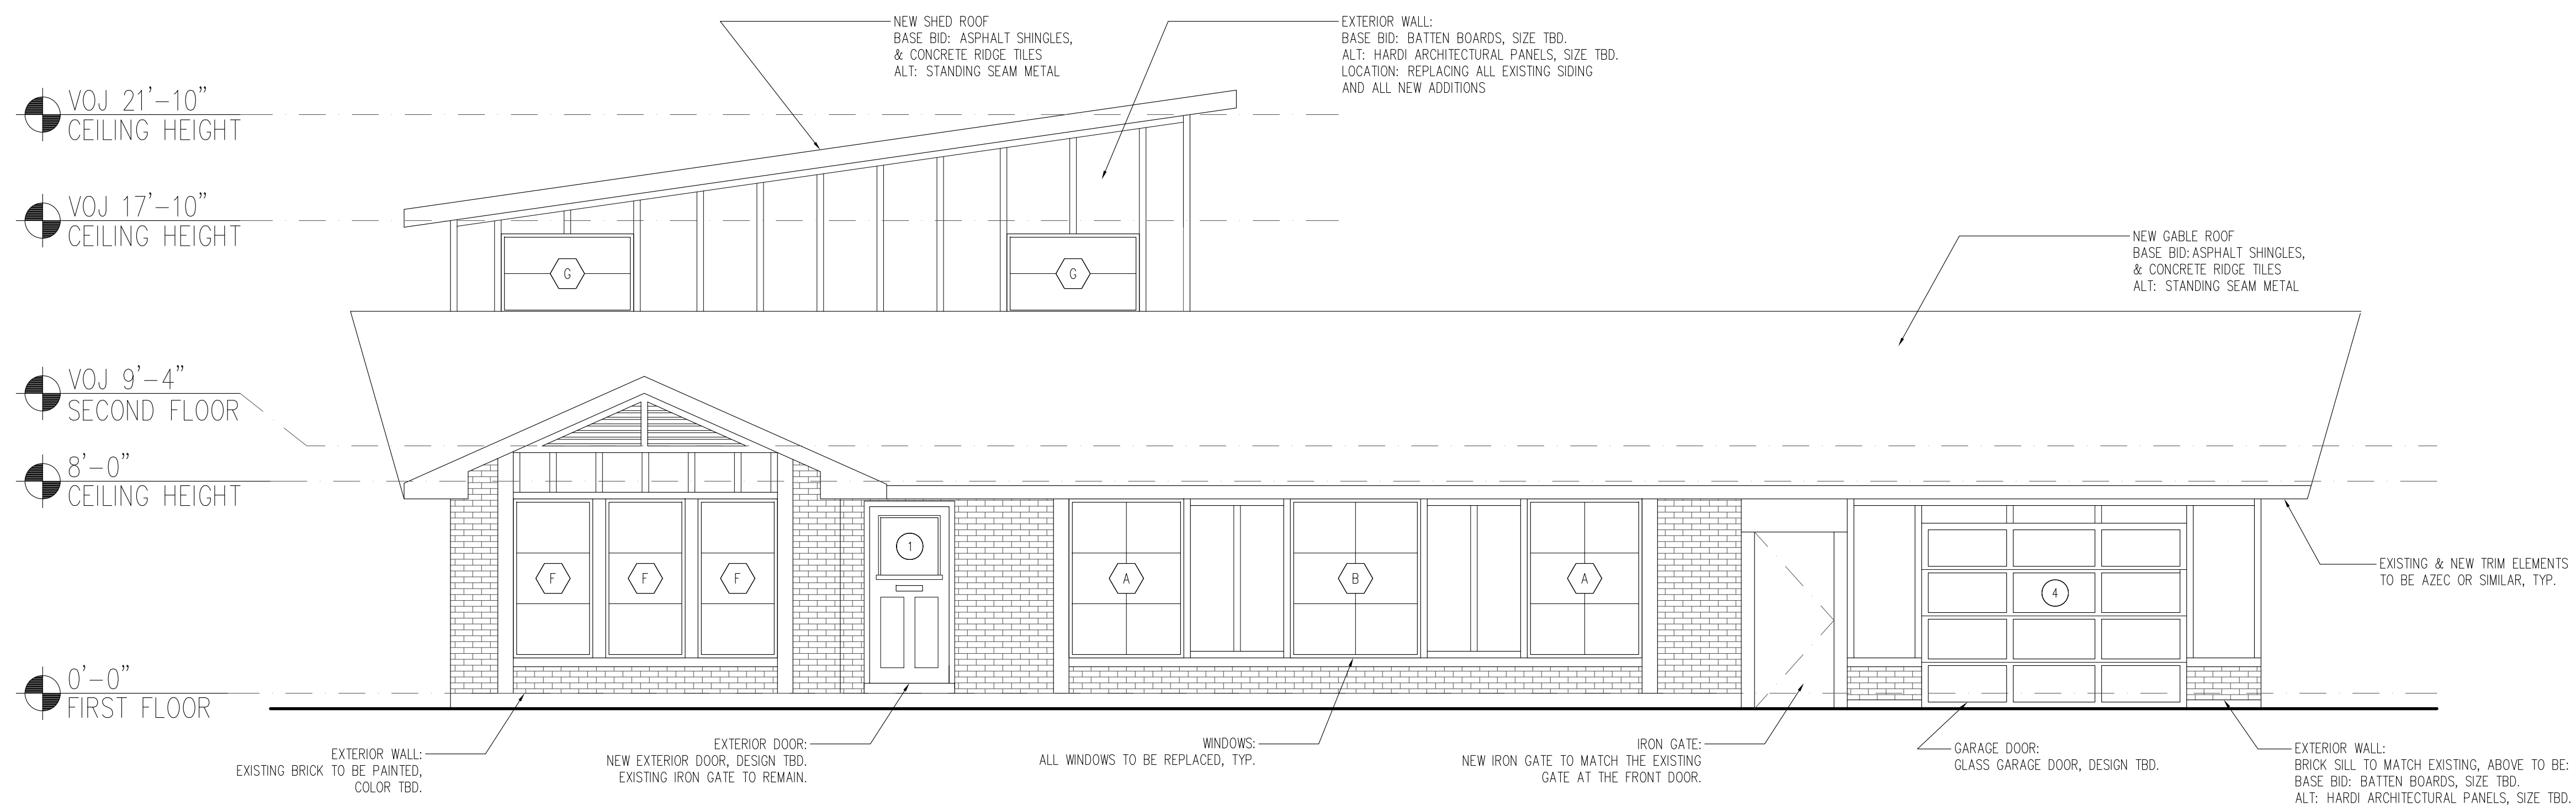 NEW SHED ROOF
BASE BID: ASPHALT SHINGLES,
& CONCRETE RIDGE TILES
ALT: STANDING SEAM METAL
EXTERIOR WALL:
BASE BID: BATTEN BOARDS, SIZE TBD.
ALT: HARDI ARCHITECTURAL PANELS, SIZE TBD.
LOCATION: REPLACING ALL EXISTING SIDING
AND ALL NEW ADDITIONS
VOJ 21'-10"
CEILING HEIGHT
VOJ 17'-10"
CEILING HEIGHT
NEW GABLE ROOF
BASE BID: ASPHALT SHINGLES,
& CONCRETE RIDGE TILES
ALT: STANDING SEAM METAL
G
G
VOJ 9'-4"
SECOND FLOOR
8'-0"
CEILING HEIGHT
1
F
F
F
A
B
A
4
EXISTING & NEW TRIM ELEMENTS
TO BE AZEC OR SIMILAR, TYP.
0'-0"
FIRST FLOOR
EXTERIOR WALL:
EXISTING BRICK TO BE PAINTED,
COLOR TBD.
EXTERIOR DOOR:
NEW EXTERIOR DOOR, DESIGN TBD.
EXISTING IRON GATE TO REMAIN.
WINDOWS:
ALL WINDOWS TO BE REPLACED, TYP.
IRON GATE:
NEW IRON GATE TO MATCH THE EXISTING
GATE AT THE FRONT DOOR.
GARAGE DOOR:
GLASS GARAGE DOOR, DESIGN TBD.
EXTERIOR WALL:
BRICK SILL TO MATCH EXISTING, ABOVE TO BE:
BASE BID: BATTEN BOARDS, SIZE TBD.
ALT: HARDI ARCHITECTURAL PANELS, SIZE TBD.